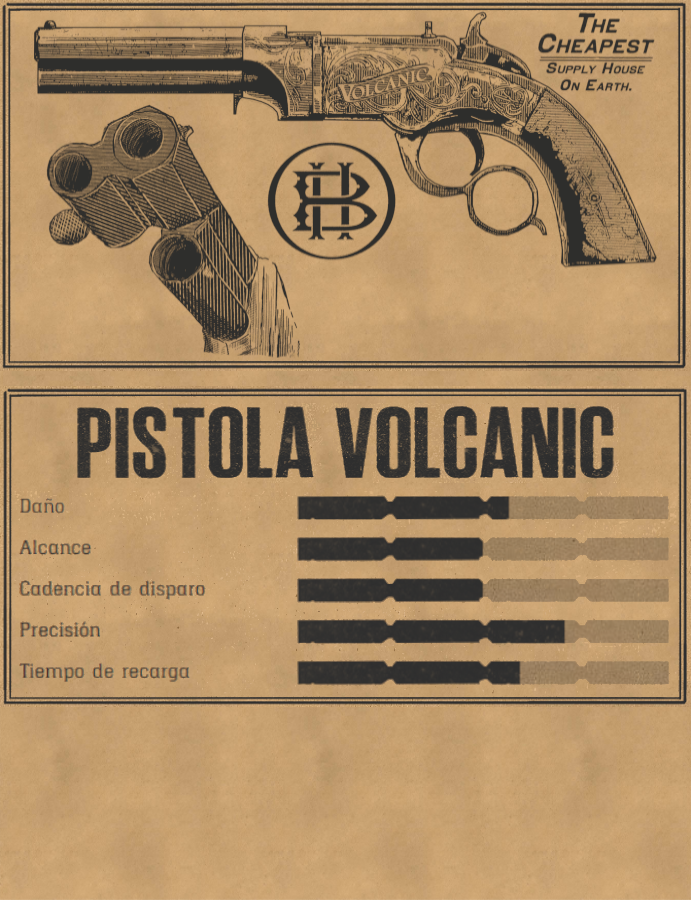 THE
CHEAPEST
SUPPLY HOUSE
ON EARTH.
VOLCANIC
PISTOLA VOLCANIC
Daño
Alcance
Cadencia de disparo
Precisión
Tiempo de recarga